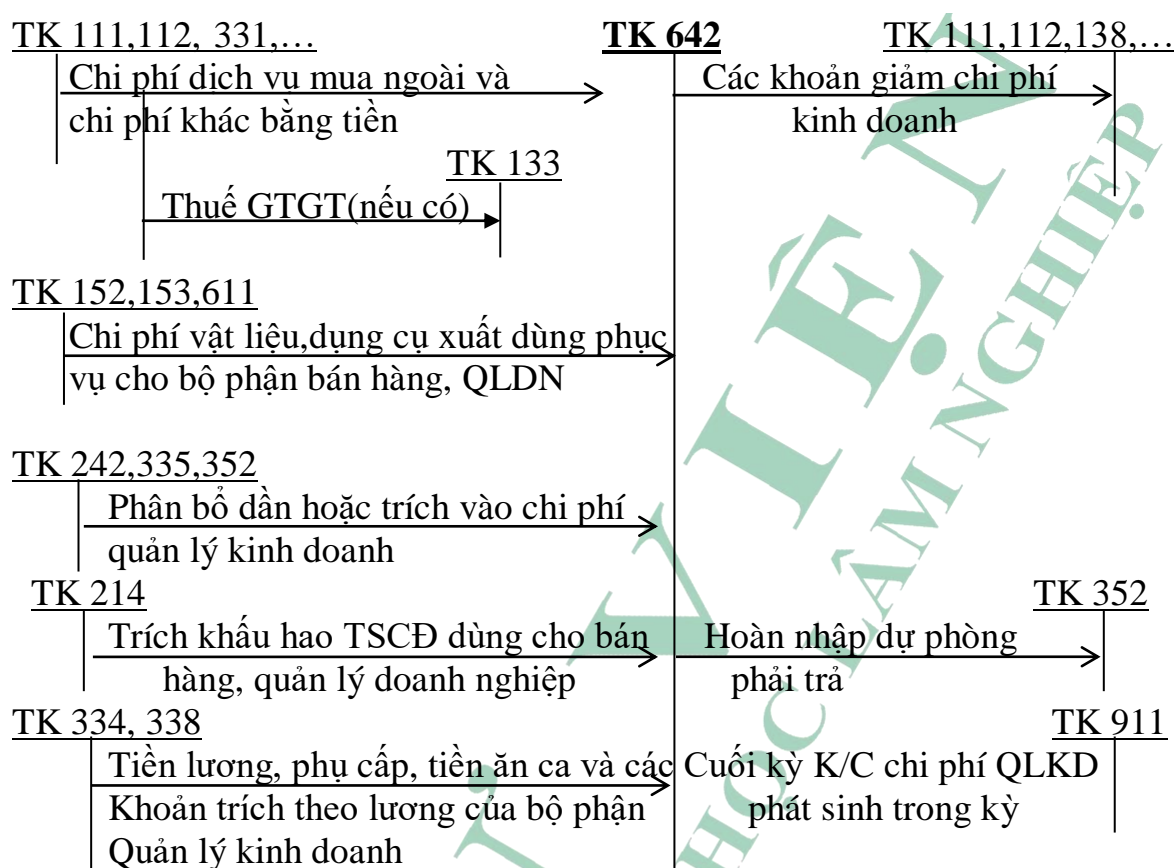 TK 111,112, 331,…
TK 642
TK 111,112,138,…
Chi phí dịch vụ mua ngoài và
chi phí khác bằng tiền
Các khoản giảm chi phí
kinh doanh
TK 133
Thuế GTGT(nếu có)
TK 152,153,611
Chi phí vật liệu,dụng cụ xuất dùng phục
vụ cho bộ phận bán hàng, QLDN
TK 242,335,352
Phân bổ dần hoặc trích vào chi phí
quản lý kinh doanh
TK 214
TK 352
Trích khấu hao TSCĐ dùng cho bán
hàng, quản lý doanh nghiệp
Hoàn nhập dự phòng
phải trả
TK 334, 338
TK 911
Tiền lương, phụ cấp, tiền ăn ca và các
Khoản trích theo lương của bộ phận
Quản lý kinh doanh
Cuối kỳ K/C chi phí QLKD
phát sinh trong kỳ
VIỆN
HỌC LÂM NGHIỆP